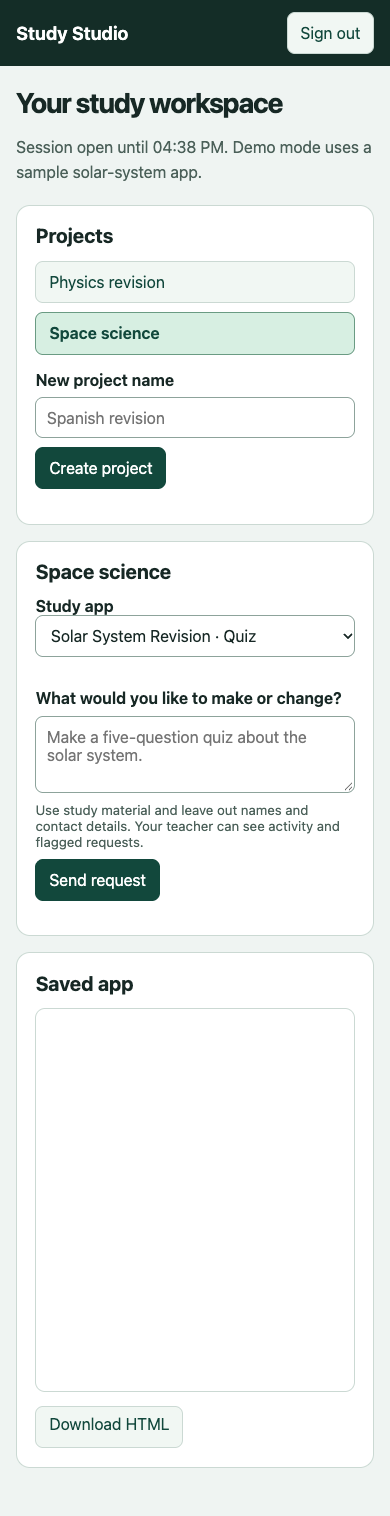 Study Studio
Sign out
Your study workspace
Session open until 04:38 PM. Demo mode uses a
sample solar-system app.
Projects
Physics revision
Space science
New project name
Spanish revision
Create project
Space science
Study app
Solar System Revision · Quiz
What would you like to make or change?
Make a five-question quiz about the
solar system.
Use study material and leave out names and
contact details. Your teacher can see activity and
flagged requests.
Send request
Saved app
Download HTML